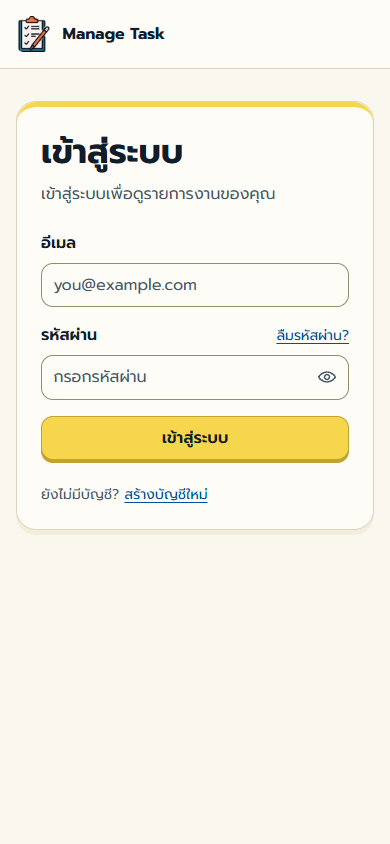 Manage Task
เข้าสู่ระบบ
เข้าสู่ระบบเพื่อดูรายการงานของคุณ
อีเมล
you@example.com
รหัสผ่าน ลืมรหัสผ่าน?
กรอกรหัสผ่าน
เข้าสู่ระบบ
ยังไม่มีบัญชี? สร้างบัญชีใหม่